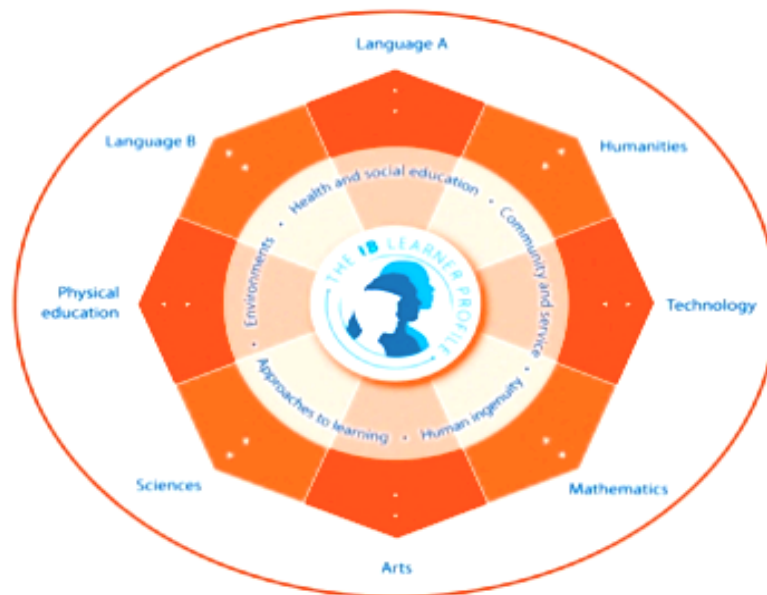 Language A
Language B
Humanities
Health and social education
•
Community and service
•
Environments
•
THE IB LEARNER PROFILE
Physical
education
Technology
•
Approaches to learning
•
Human ingenuity
Sciences
Mathematics
Arts